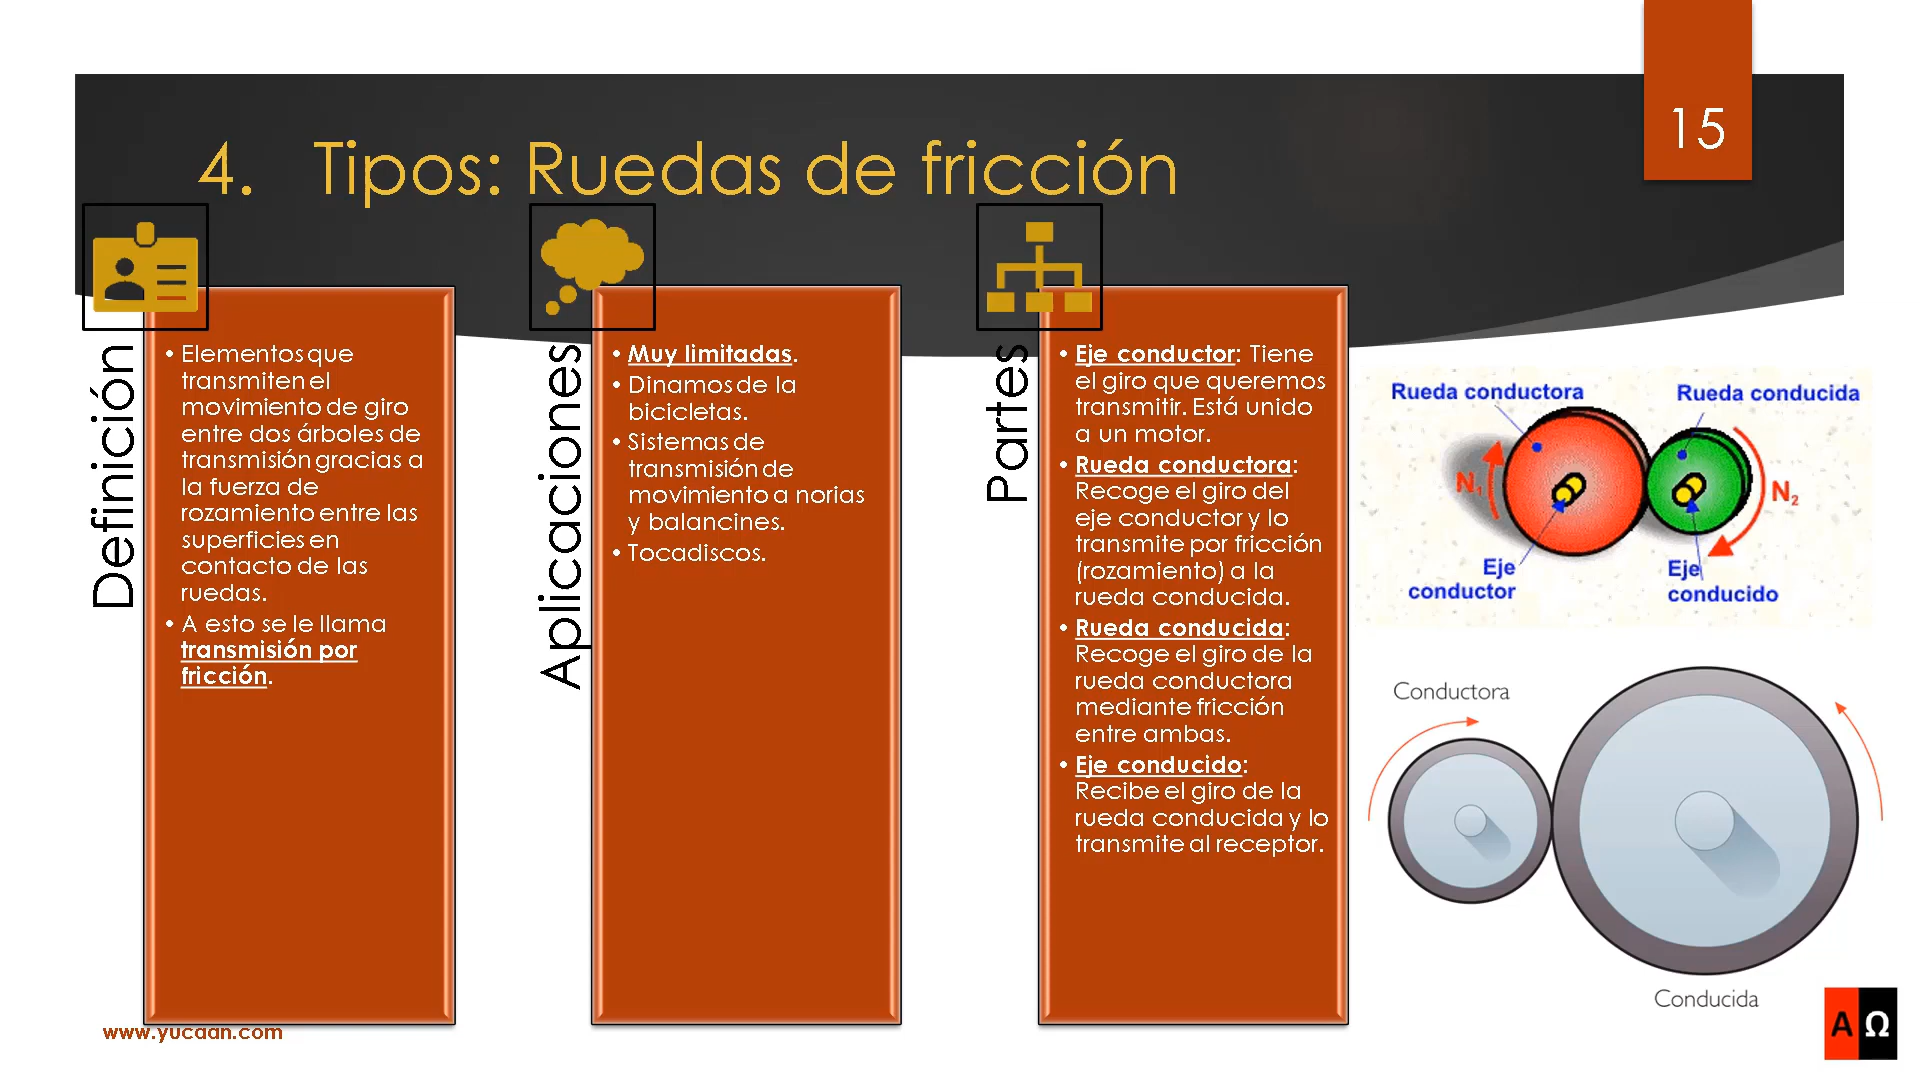 15
4. Tipos: Ruedas de fricción
Definición
• Elementos que
transmiten el
movimiento de giro
entre dos árboles de
transmisión gracias a
la fuerza de
rozamiento entre las
superficies en
contacto de las
ruedas.
• A esto se le llama
transmisión por
fricción.
Aplicaciones
• Muy limitadas.
• Dinamos de la
bicicletas.
• Sistemas de
transmisión de
movimiento a norias
y balancines.
• Tocadiscos.
Partes
• Eje conductor: Tiene
el giro que queremos
transmitir. Está unido
a un motor.
• Rueda conductora:
Recoge el giro del
eje conductor y lo
transmite por fricción
(rozamiento) a la
rueda conducida.
• Rueda conducida:
Recoge el giro de la
rueda conductora
mediante fricción
entre ambas.
• Eje conducido:
Recibe el giro de la
rueda conducida y lo
transmite al receptor.
Rueda conductora
Rueda conducida
N1
N2
Eje
conductor
Eje
conducido
Conductora
Conducida
www.yucaan.com
A Ω